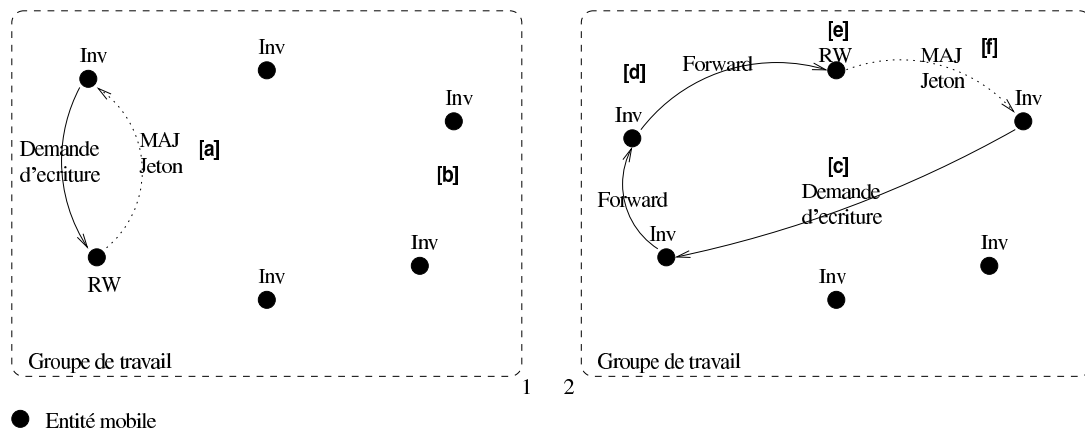 Inv
Inv
Inv
Demande
d'ecriture
MAJ
Jeton
[a]
[b]
RW
Inv
Inv
Groupe de travail
1
[e]
RW
[f]
MAJ
Jeton
[d]
Forward
Inv
Inv
[c]
Demande
d'ecriture
Forward
Inv
Inv
Inv
Groupe de travail
2
Entité mobile